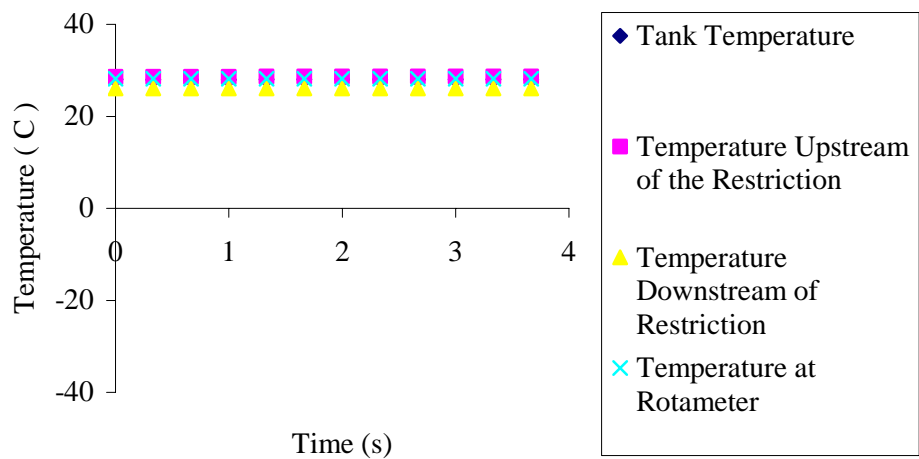 40
20
0
-20
-40
0
1
2
3
4
Temperature ( C )
Time (s)
Tank Temperature
Temperature Upstream
of the Restriction
Temperature
Downstream of
Restriction
Temperature at
Rotameter